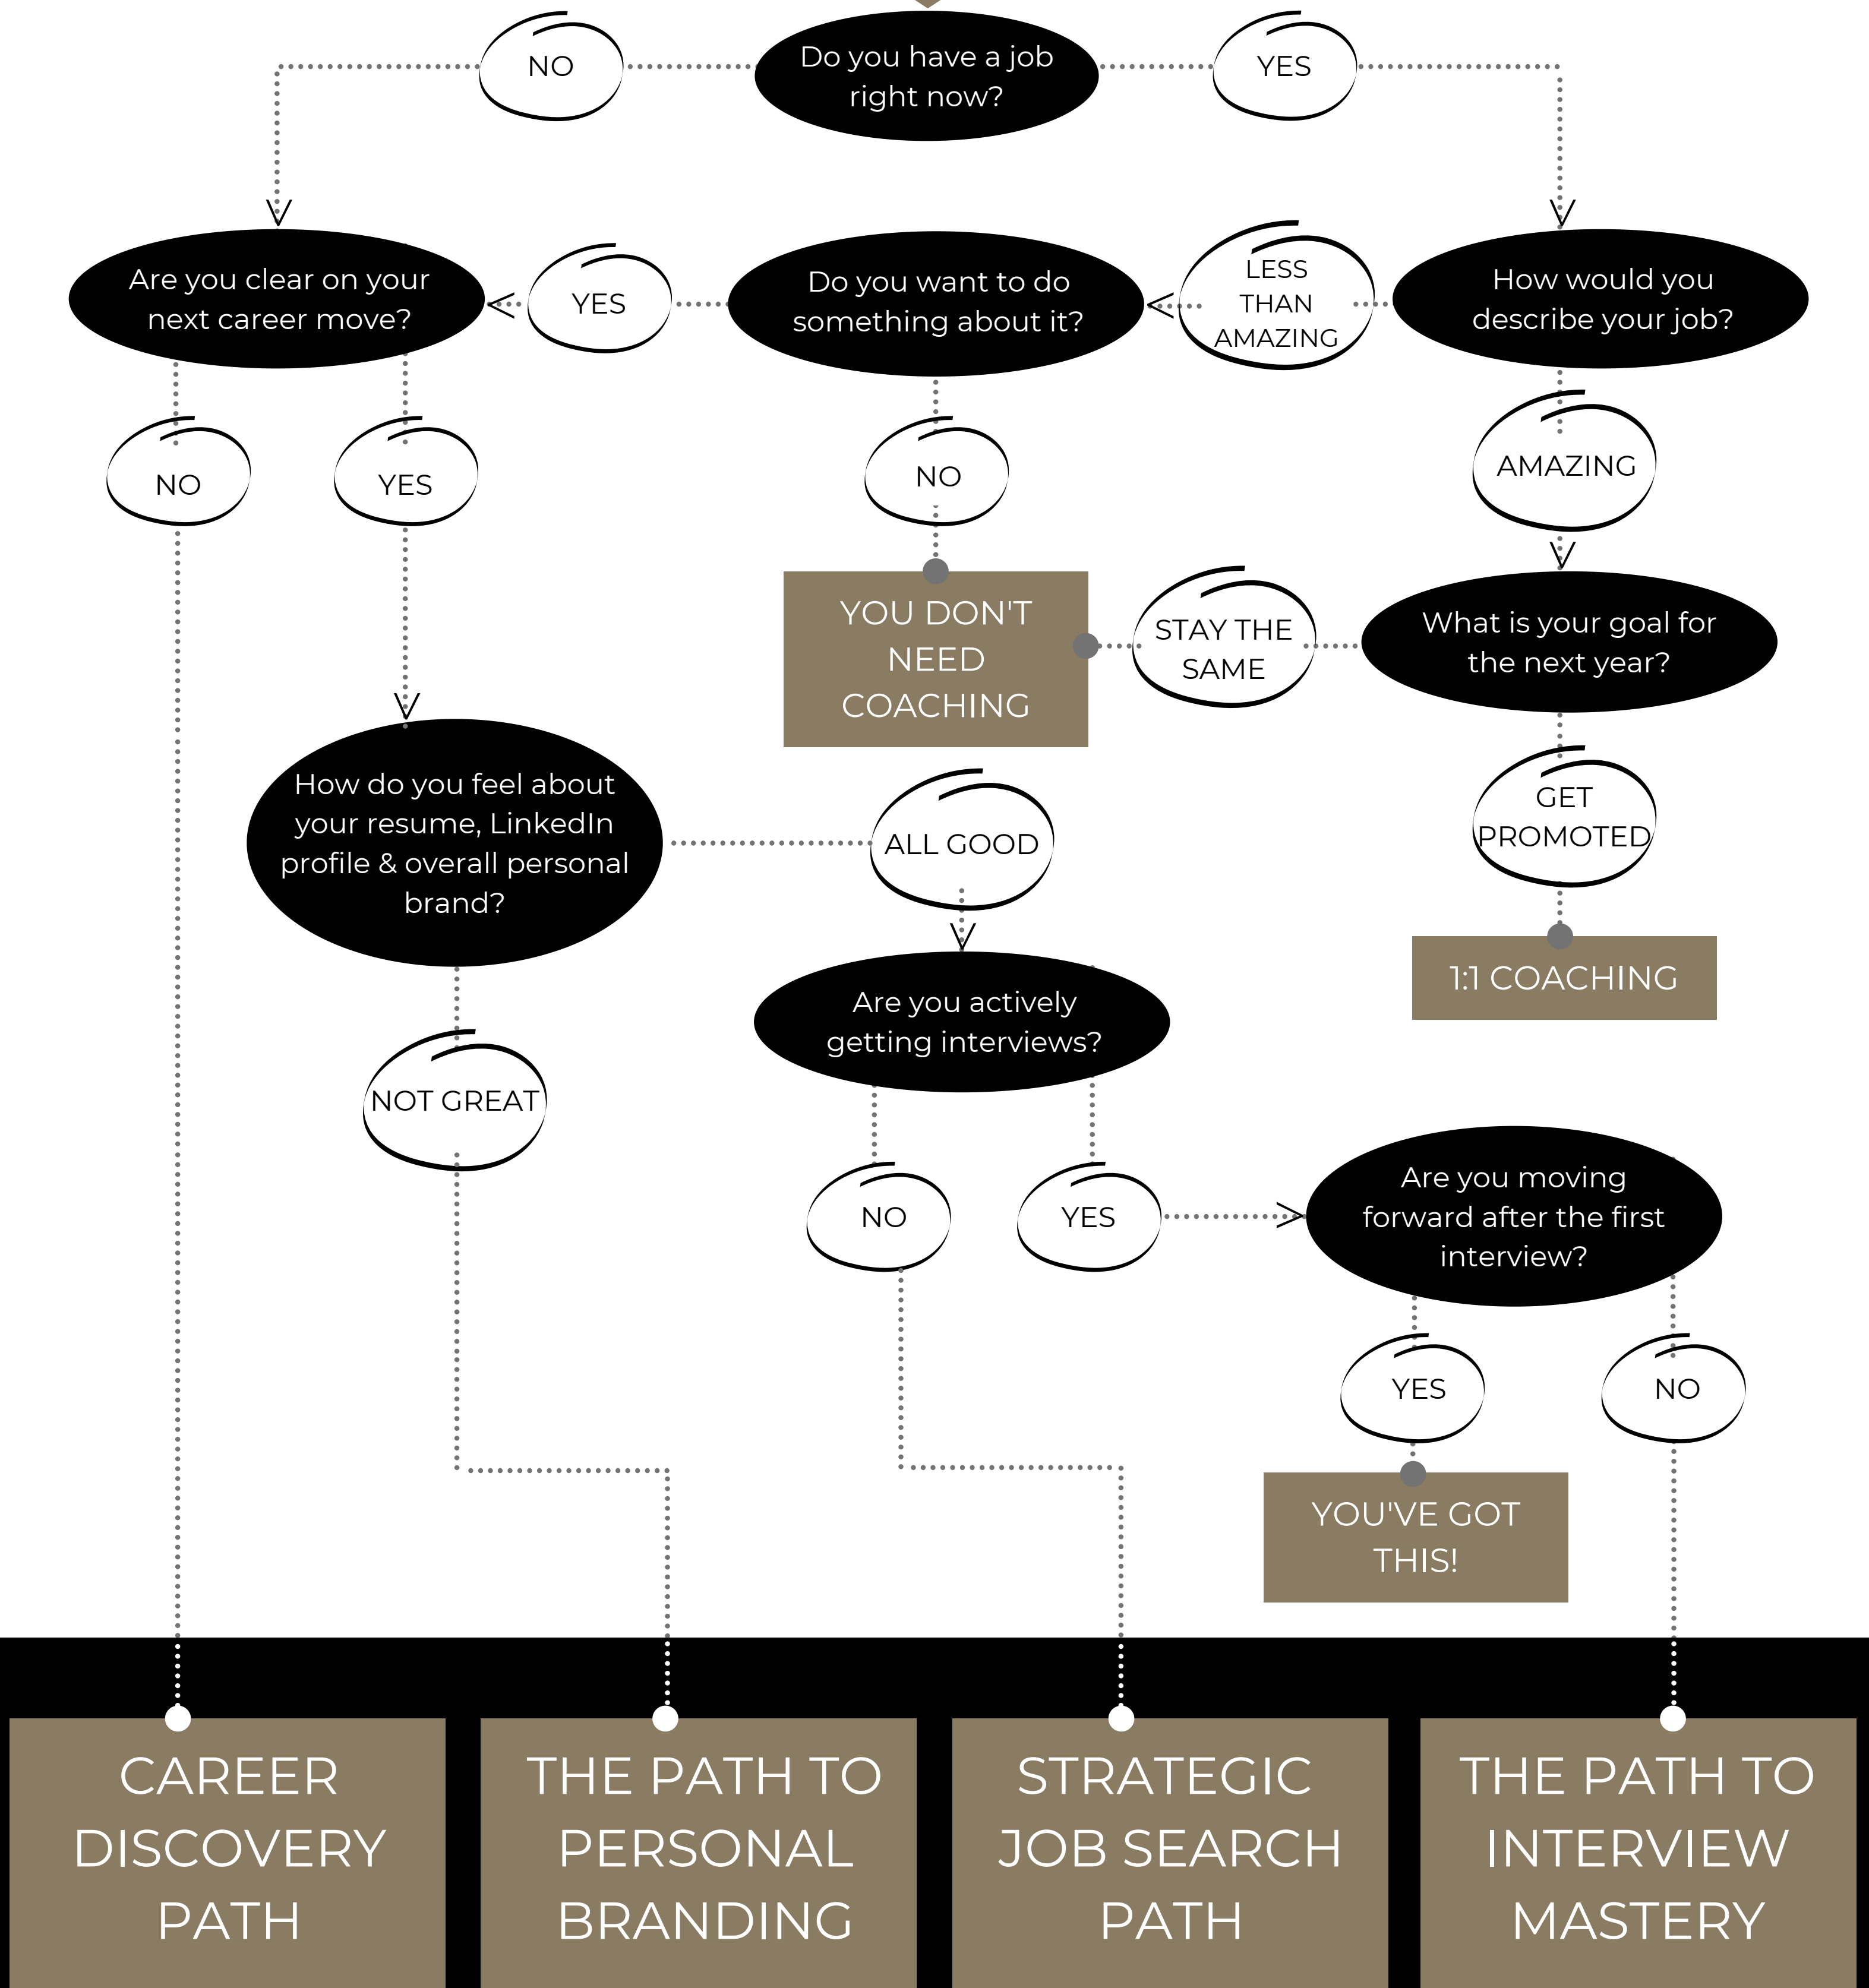 NO
Do you have a job
right now?
YES
Are you clear on your
next career move?
YES
Do you want to do
something about it?
LESS
THAN
AMAZING
How would you
describe your job?
NO
YES
NO
AMAZING
YOU DON'T
NEED
COACHING
STAY THE
SAME
What is your goal for
the next year?
How do you feel about
your resume, LinkedIn
profile & overall personal
brand?
ALL GOOD
GET
PROMOTED
1:1 COACHING
Are you actively
getting interviews?
NOT GREAT
NO
YES
Are you moving
forward after the first
interview?
YES
NO
YOU'VE GOT
THIS!
CAREER
DISCOVERY
PATH
THE PATH TO
PERSONAL
BRANDING
STRATEGIC
JOB SEARCH
PATH
THE PATH TO
INTERVIEW
MASTERY